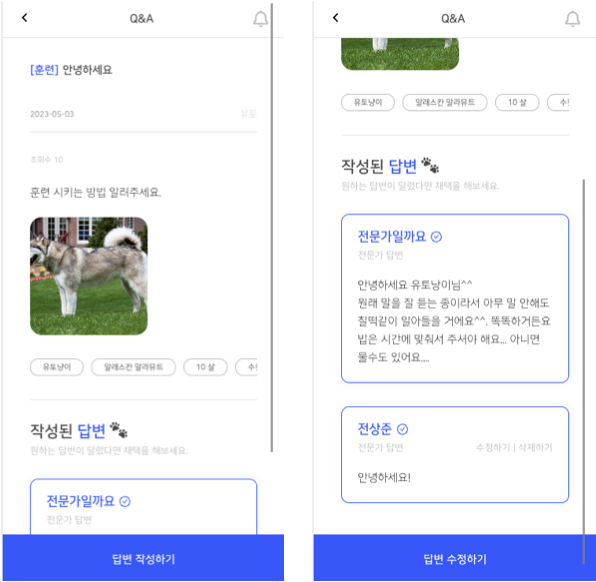 Q&A
[훈련] 안녕하세요
2023-05-03
유토
조회수 10
훈련 시키는 방법 알려주세요.
유토냥이
알래스칸 말라뮤트
10 살
작성된 답변
원하는 답변이 달렸다면 채택을 해보세요.
전문가일까요
전문가 답변
답변 작성하기
Q&A
유토냥이
알래스칸 말라뮤트
10 살
작성된 답변
원하는 답변이 달렸다면 채택을 해보세요.
전문가일까요
전문가 답변
안녕하세요 유토냥이님^^
원래 말을 잘 듣는 종이라서 아무 말 안해도
칠떡같이 알아들을 거에요^^. 똑똑하거든요
밥은 시간에 맞춰서 주셔야 해요... 아니면
물수도 있어요....
전상준
전문가 답변
수정하기 | 삭제하기
안녕하세요!
답변 수정하기